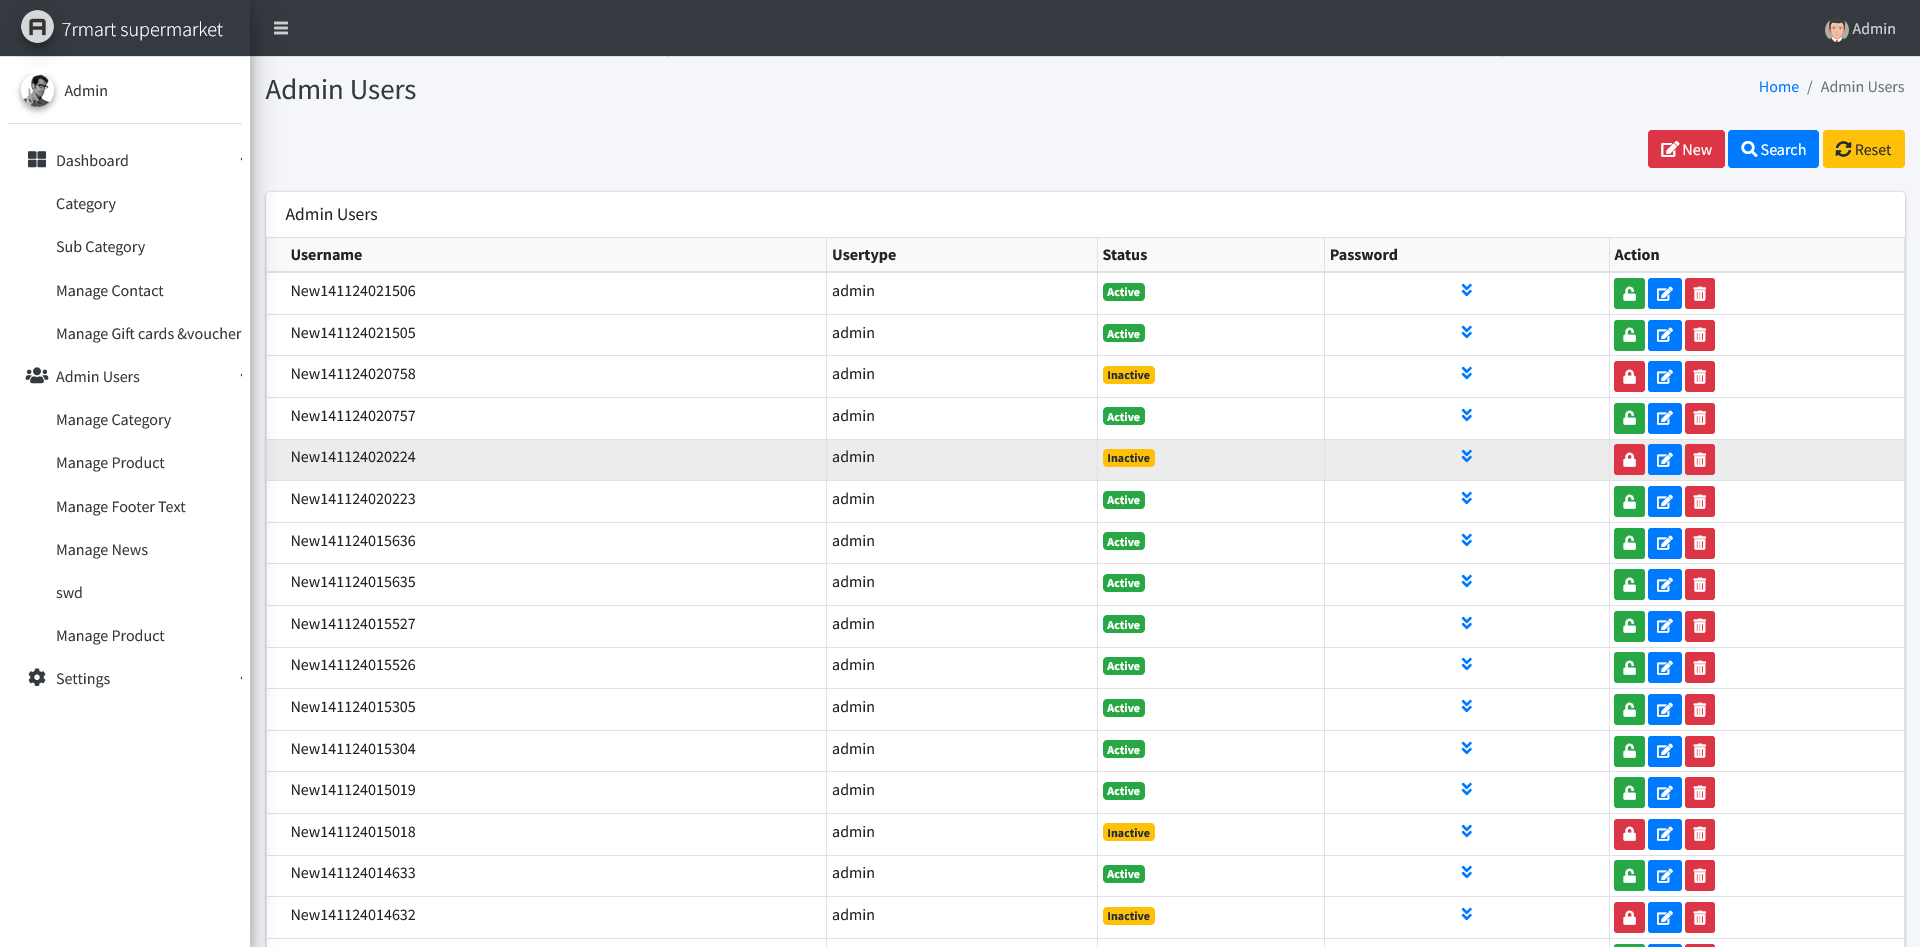 7rmart supermarket
Admin
Admin
Dashboard
Category
Sub Category
Manage Contact
Manage Gift cards &voucher
Admin Users
Manage Category
Manage Product
Manage Footer Text
Manage News
swd
Manage Product
Settings
Admin Users
Home / Admin Users
New Search Reset
Admin Users
Username Usertype Status Password Action
New141124021506 admin Active
New141124021505 admin Active
New141124020758 admin Inactive
New141124020757 admin Active
New141124020224 admin Inactive
New141124020223 admin Active
New141124015636 admin Active
New141124015635 admin Active
New141124015527 admin Active
New141124015526 admin Active
New141124015305 admin Active
New141124015304 admin Active
New141124015019 admin Active
New141124015018 admin Inactive
New141124014633 admin Active
New141124014632 admin Inactive